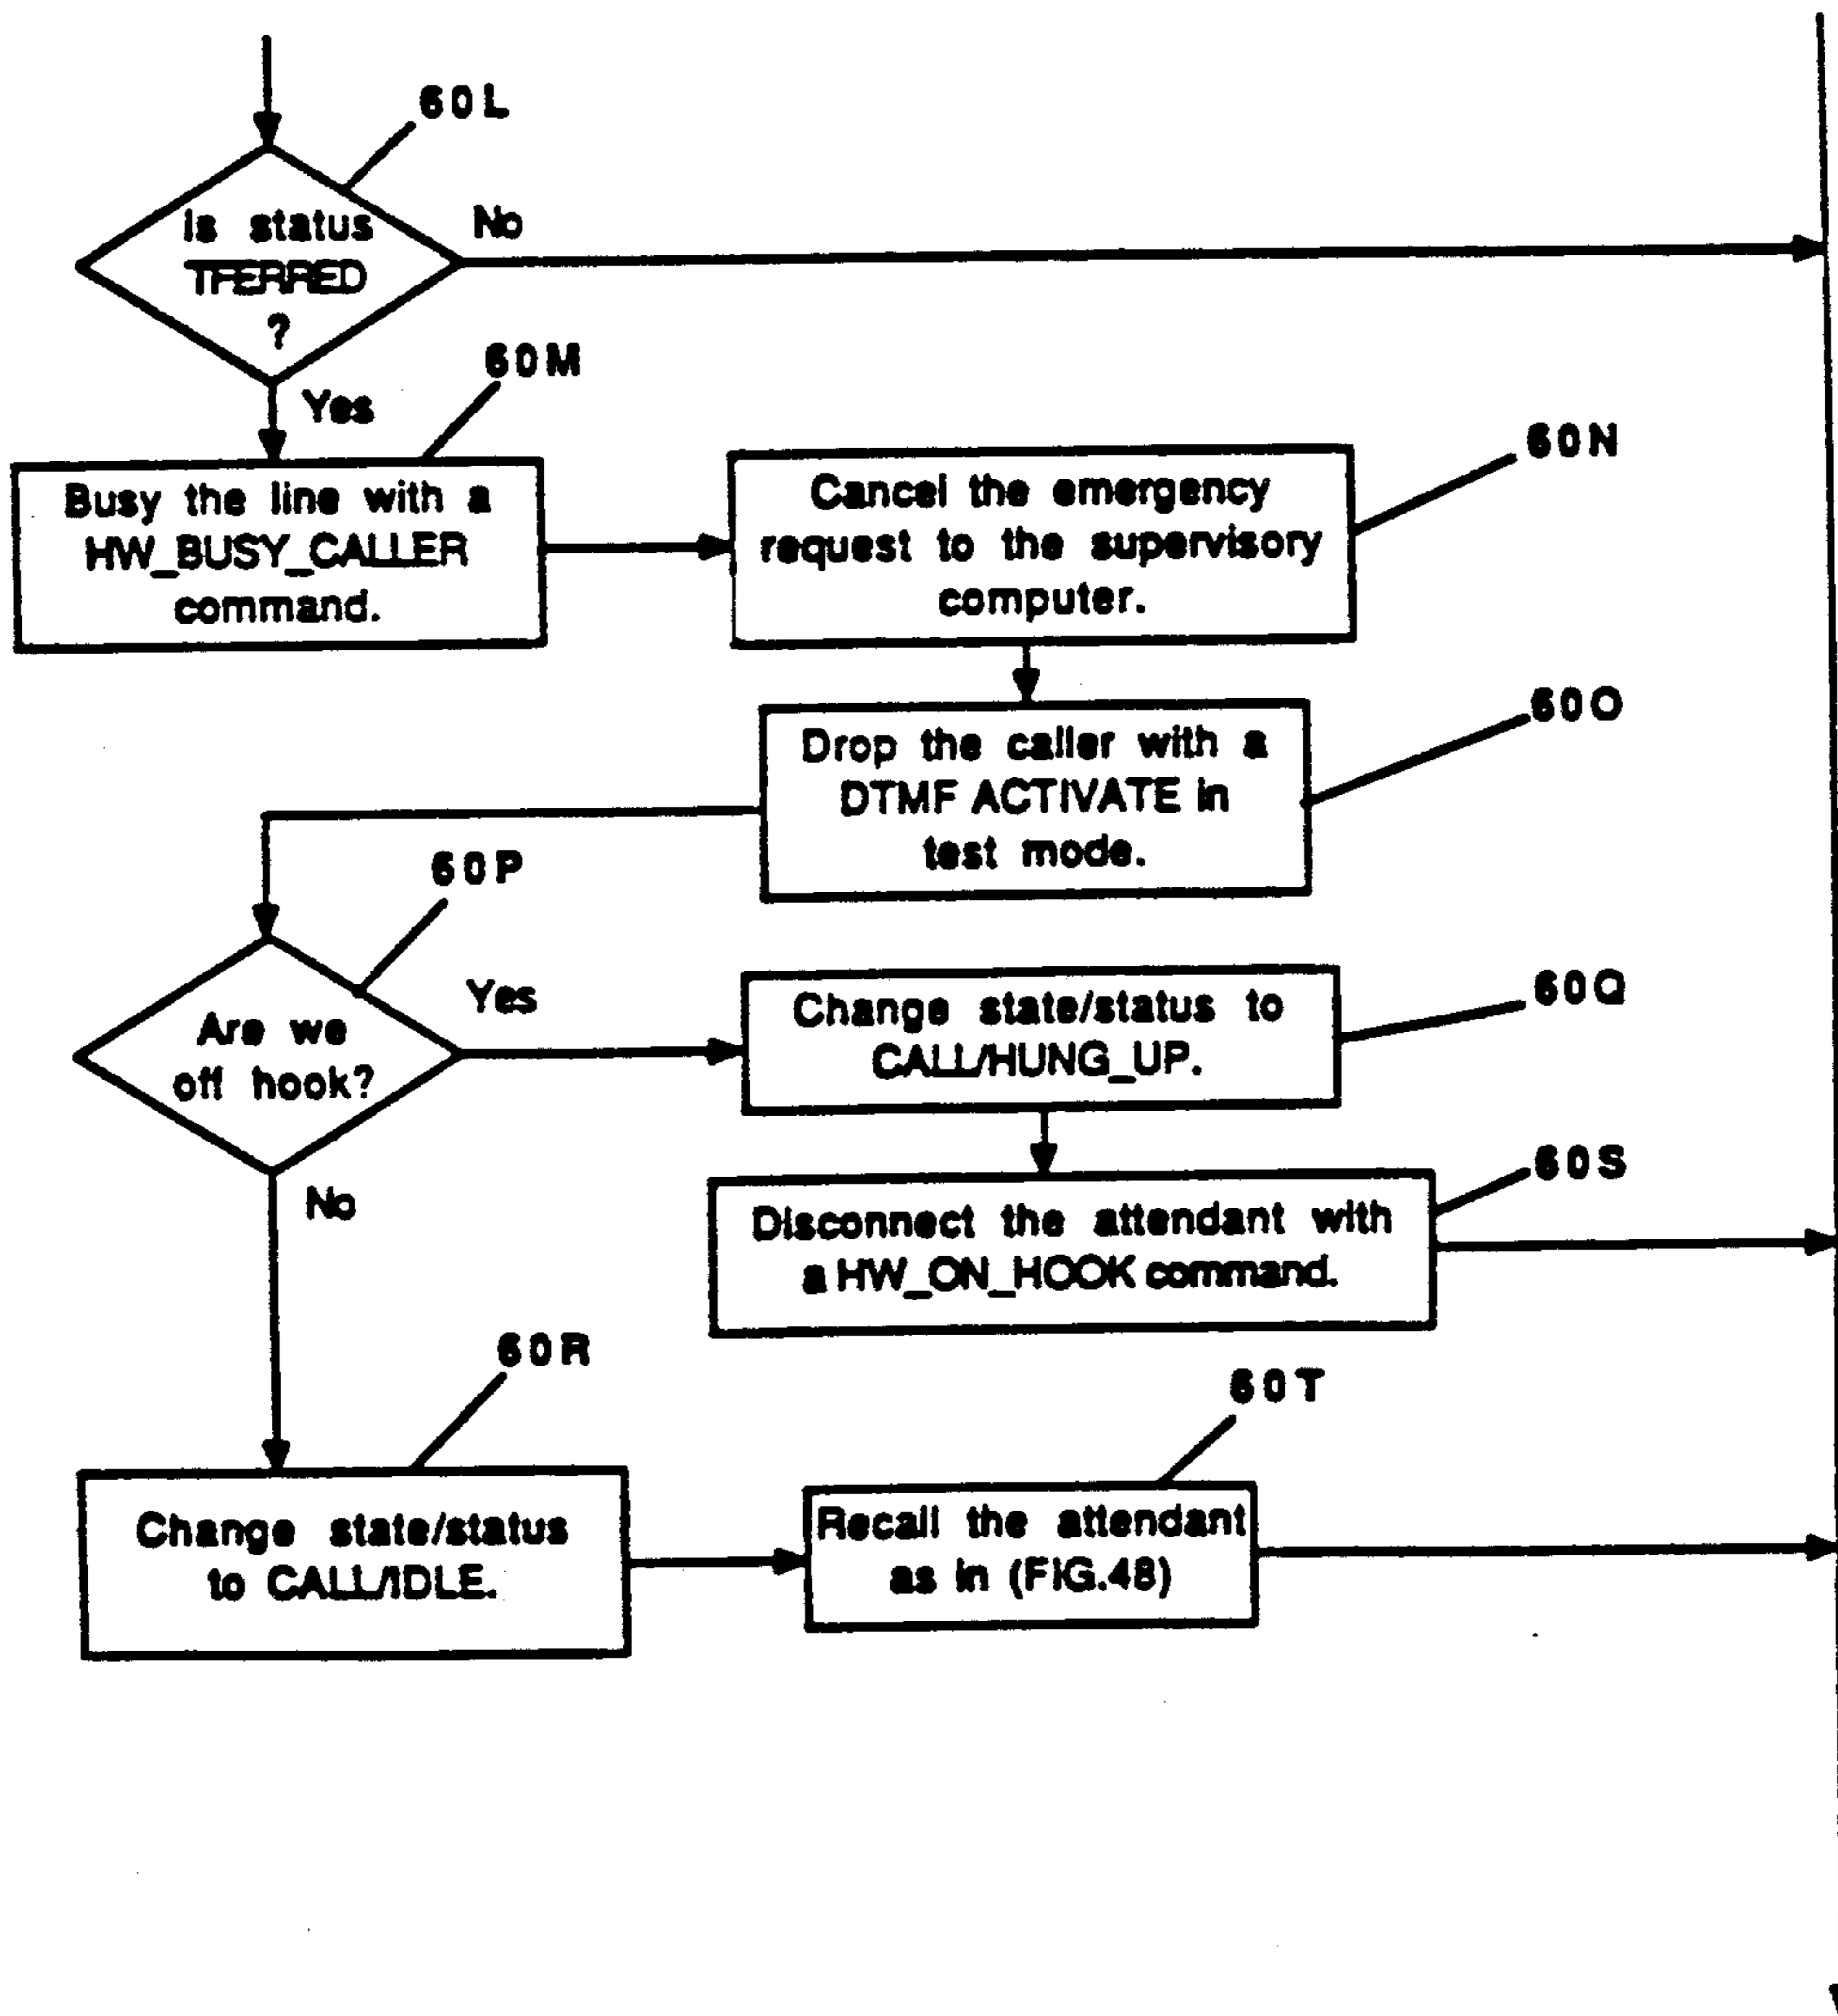 60L
Is status
TFERRED
?
No
Yes
60M
Busy the line with a
HW_BUSY_CALLER
command.
60N
Cancel the emergency
request to the supervisory
computer.
60O
Drop the caller with a
DTMF ACTIVATE in
test mode.
60P
Are we
off hook?
Yes
No
60Q
Change state/status to
CALL/HUNG_UP.
60S
Disconnect the attendant with
a HW_ON_HOOK command.
60R
Change state/status
to CALL/IDLE.
60T
Recall the attendant
as in (FIG.48)